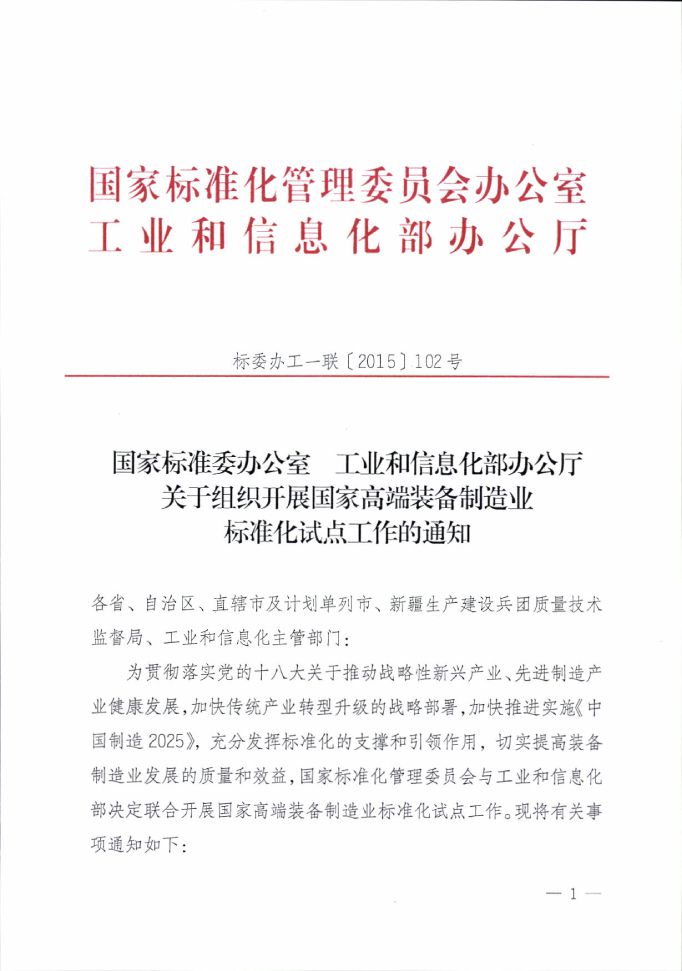 国家标准化管理委员会办公室
工业和信息化部办公厅
标委办工一联〔2015〕102号
国家标准委办公室　工业和信息化部办公厅
关于组织开展国家高端装备制造业
标准化试点工作的通知
各省、自治区、直辖市及计划单列市、新疆生产建设兵团质量技术
监督局、工业和信息化主管部门：
为贯彻落实党的十八大关于推动战略性新兴产业、先进制造产
业健康发展，加快传统产业转型升级的战略部署，加快推进实施《中
国制造2025》，充分发挥标准化的支撑和引领作用，切实提高装备
制造业发展的质量和效益，国家标准化管理委员会与工业和信息化
部决定联合开展国家高端装备制造业标准化试点工作。现将有关事
项通知如下：
— 1 —